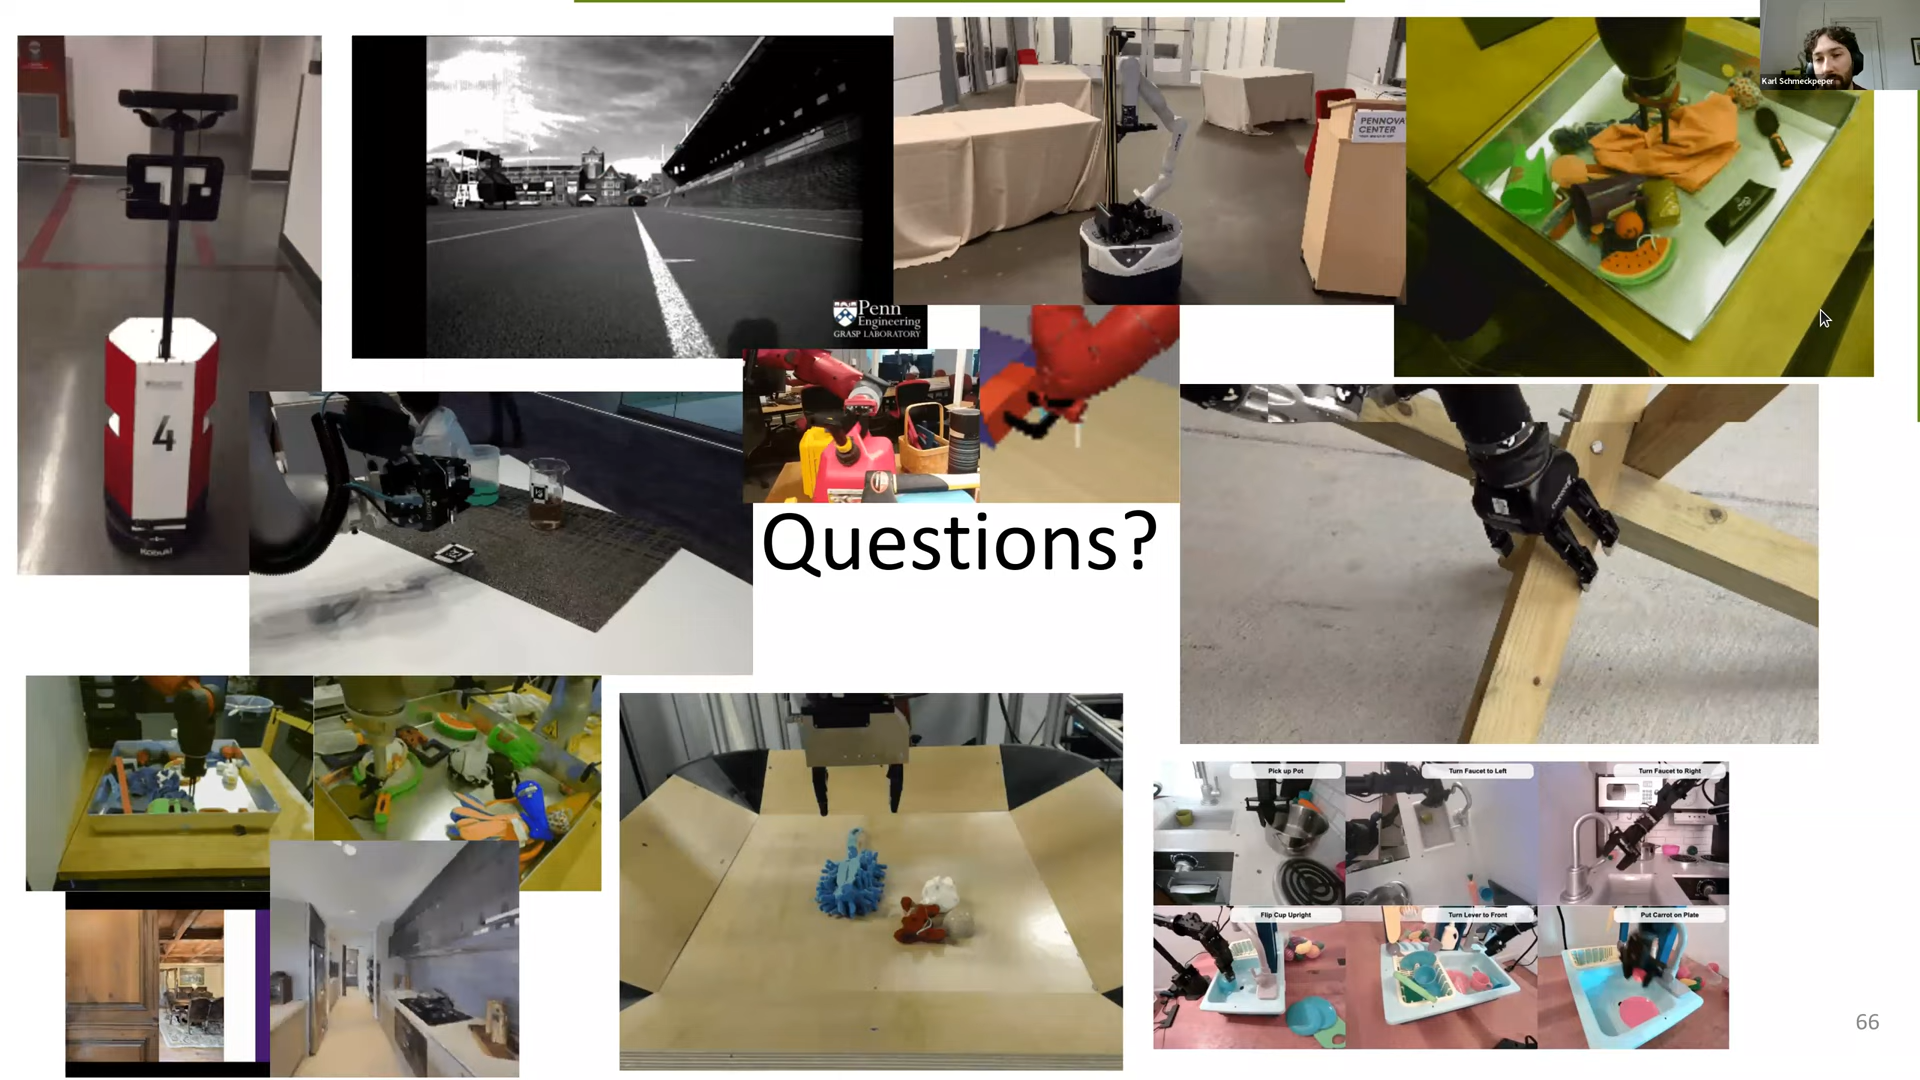 Karl Schmeckpeper
PENNOVA
CENTER
Penn
Engineering
GRASP LABORATORY
4
Kobuki
Questions?
Pick up Pot
Turn Faucet to Left
Turn Faucet to Right
Flip Cup Upright
Turn Lever to Front
Put Carrot on Plate
66